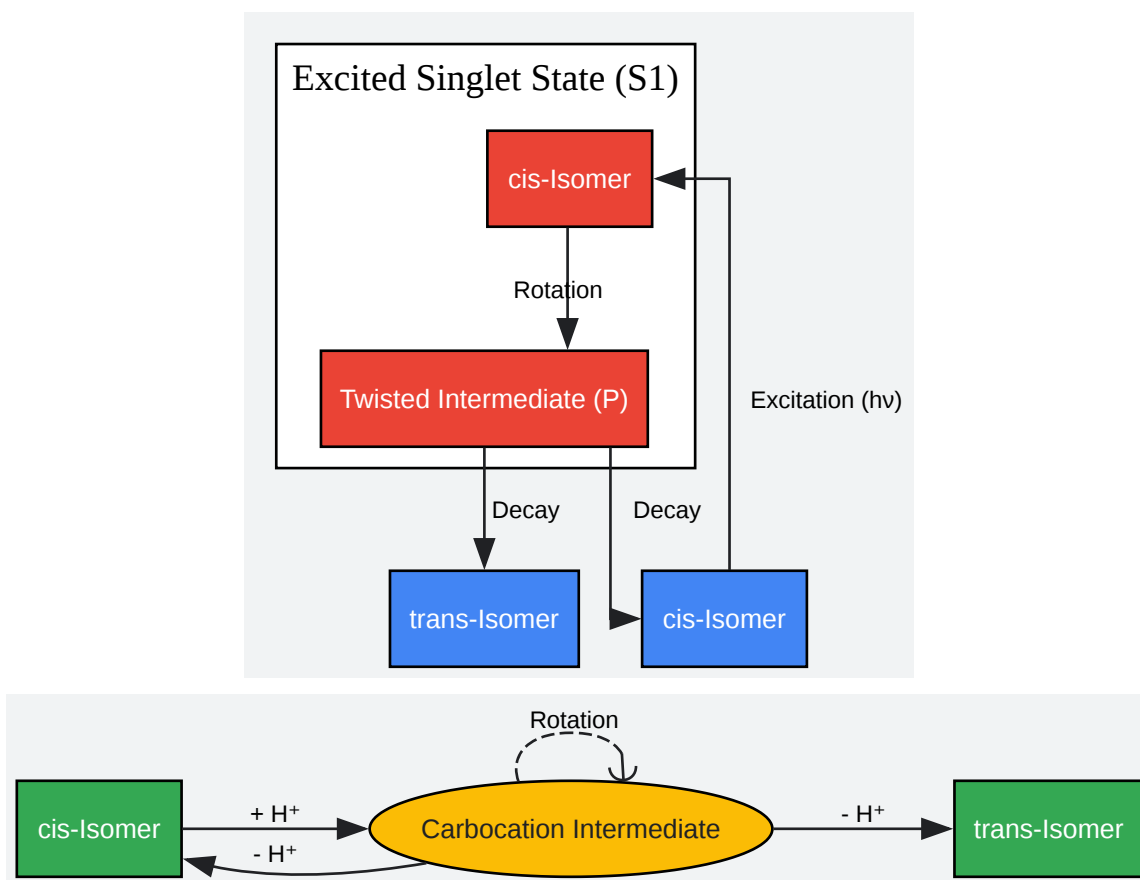 Excited Singlet State (S1)
cis-Isomer
Rotation
Twisted Intermediate (P)
Excitation (hν)
Decay
Decay
trans-Isomer
cis-Isomer
Rotation
cis-Isomer
+ H⁺
- H⁺
Carbocation Intermediate
- H⁺
trans-Isomer